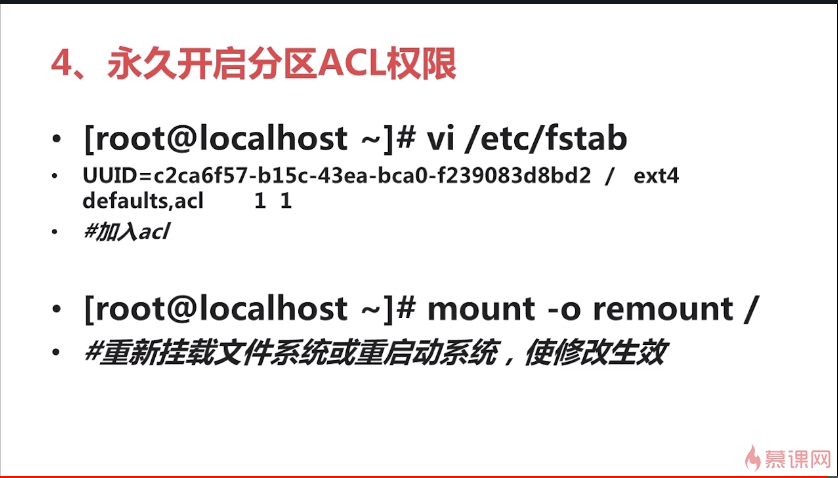 4、永久开启分区ACL权限
• [root@localhost ~]# vi /etc/fstab
• UUID=c2ca6f57-b15c-43ea-bca0-f239083d8bd2 / ext4
defaults,acl 1 1
• #加入acl
• [root@localhost ~]# mount -o remount /
• #重新挂载文件系统或重启动系统，使修改生效
慕课网